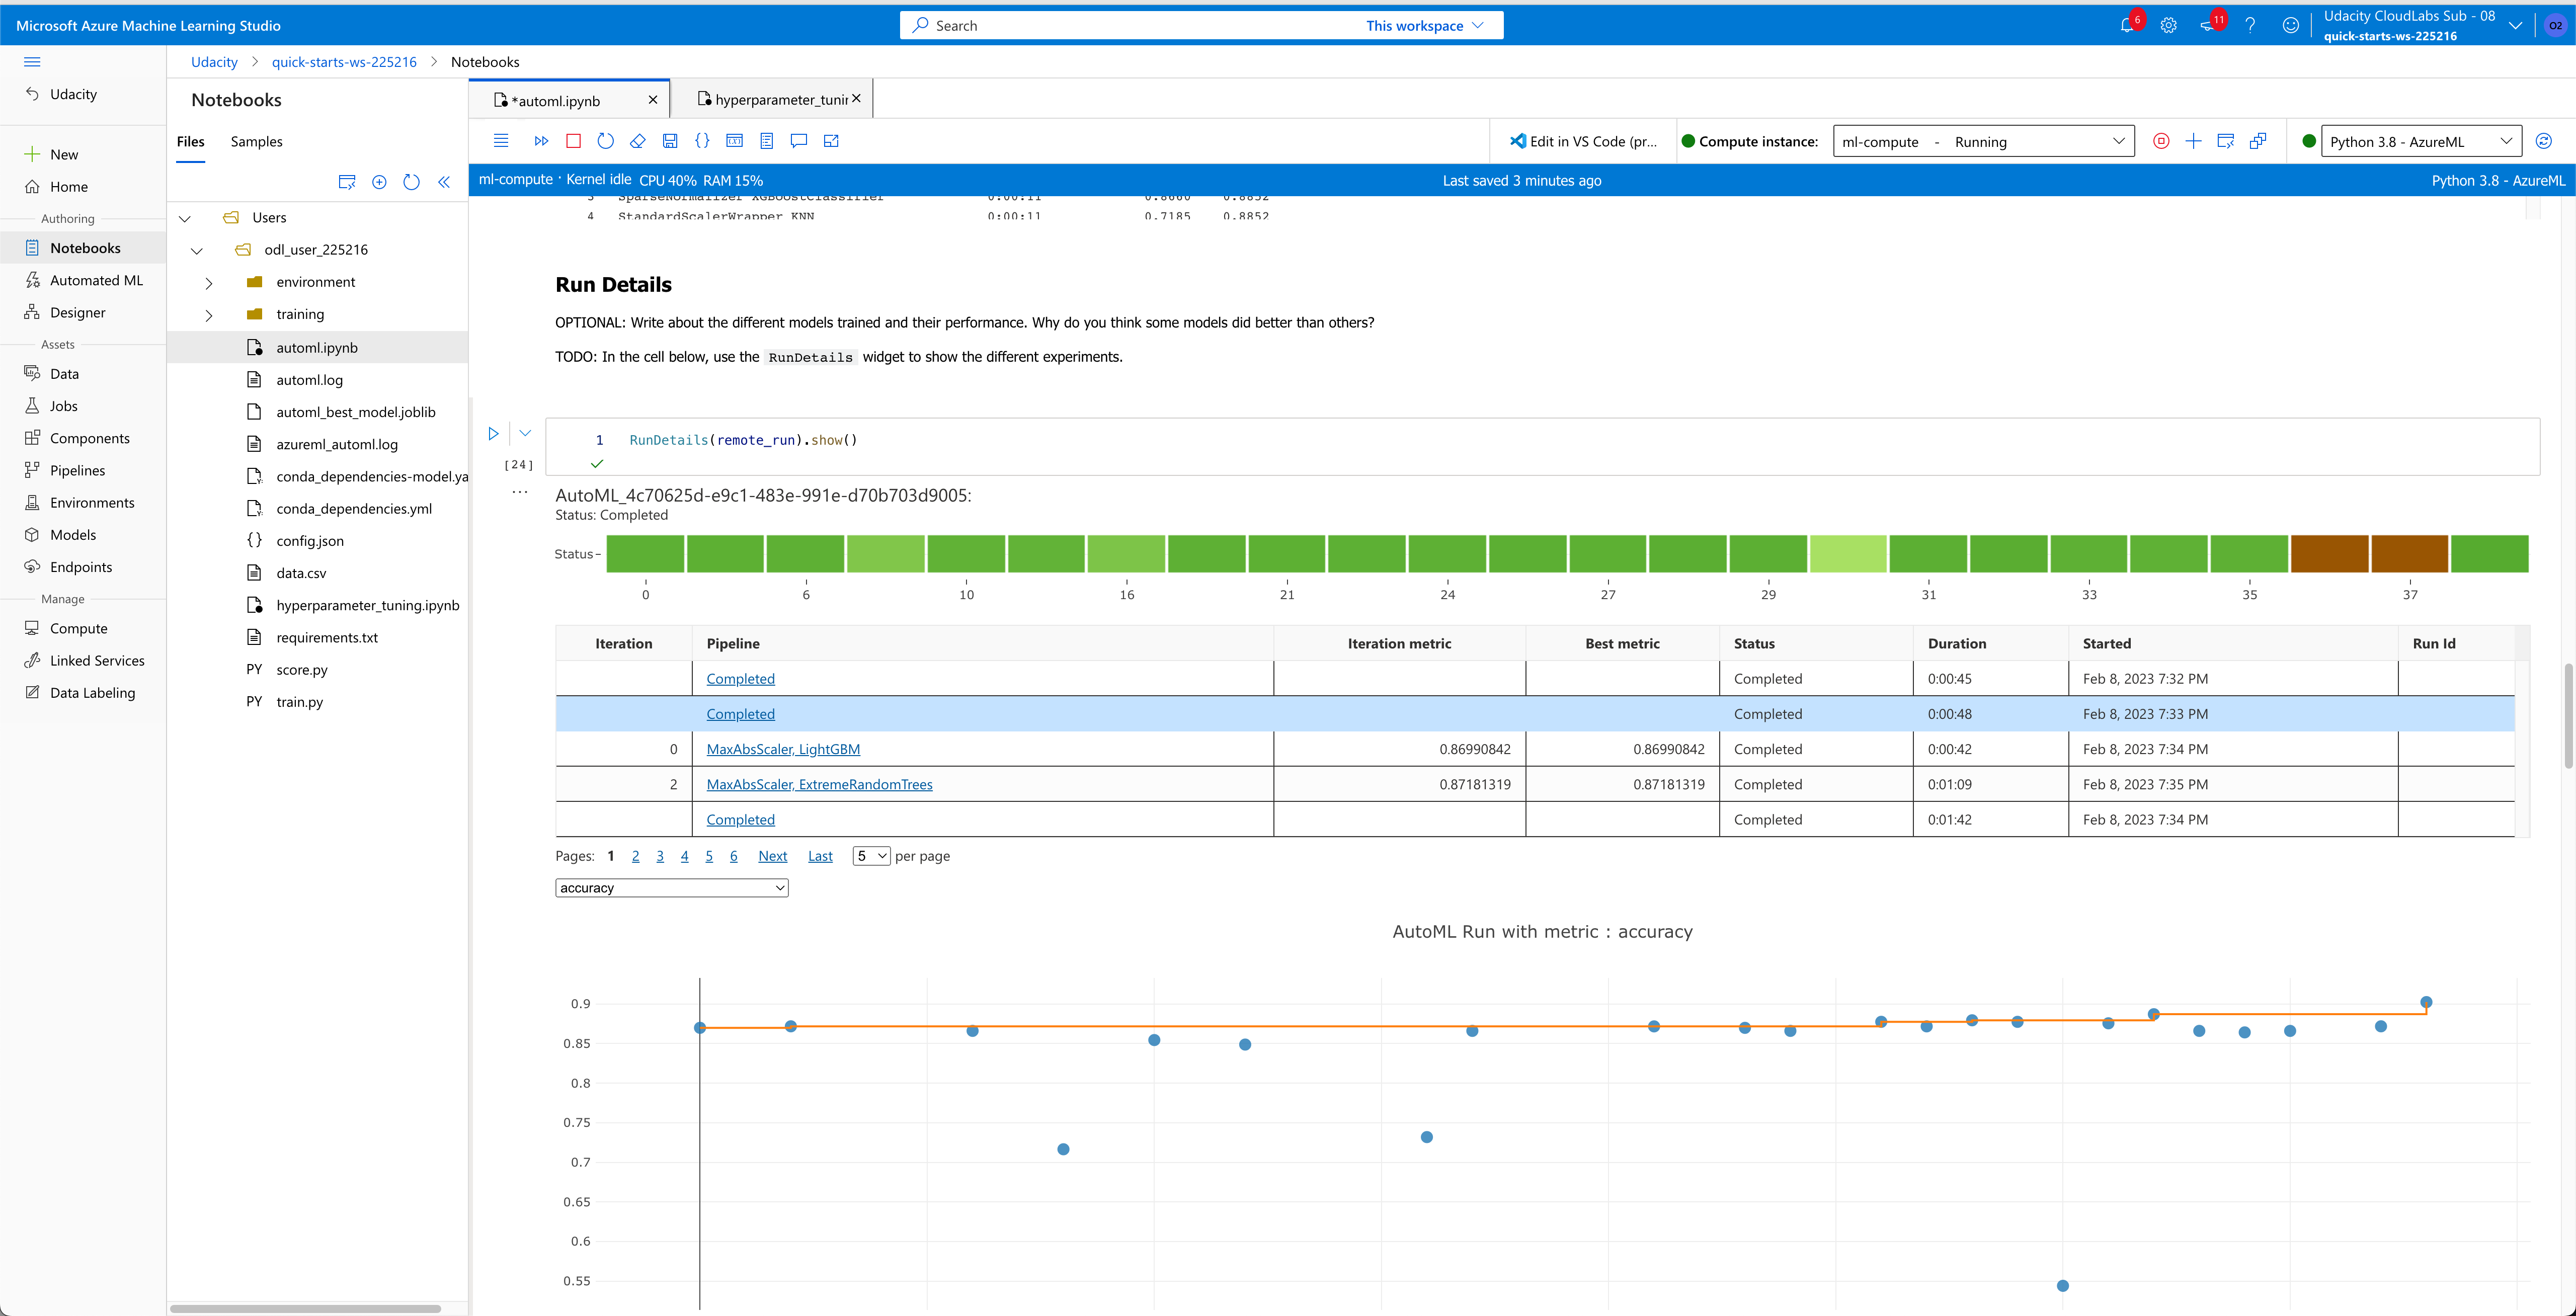 Microsoft Azure Machine Learning Studio
Search
This workspace
6
11
Udacity CloudLabs Sub - 08
quick-starts-ws-225216
O2
Udacity > quick-starts-ws-225216 > Notebooks
Udacity
New
Home
Authoring
Notebooks
Automated ML
Designer
Assets
Data
Jobs
Components
Pipelines
Environments
Models
Endpoints
Manage
Compute
Linked Services
Data Labeling
Notebooks
Files Samples
Users
odl_user_225216
environment
training
automl.ipynb
automl.log
automl_best_model.joblib
azureml_automl.log
conda_dependencies-model.ya
conda_dependencies.yml
config.json
data.csv
hyperparameter_tuning.ipynb
requirements.txt
PY score.py
PY train.py
*automl.ipynb
hyperparameter_tunin
Edit in VS Code (pr...
Compute instance:
ml-compute - Running
Python 3.8 - AzureML
ml-compute · Kernel idle CPU 40% RAM 15%
Last saved 3 minutes ago
Python 3.8 - AzureML
3 SparseNormalizer XGBoostClassifier 0:00:11 0.8660 0.8852
4 StandardScalerWrapper KNN 0:00:11 0.7185 0.8852
Run Details
OPTIONAL: Write about the different models trained and their performance. Why do you think some models did better than others?
TODO: In the cell below, use the RunDetails widget to show the different experiments.
1 RunDetails(remote_run).show()
[24]
...
AutoML_4c70625d-e9c1-483e-991e-d70b703d9005:
Status: Completed
Status
0 6 10 16 21 24 27 29 31 33 35 37
Iteration Pipeline Iteration metric Best metric Status Duration Started Run Id
Completed Completed 0:00:45 Feb 8, 2023 7:32 PM
Completed Completed 0:00:48 Feb 8, 2023 7:33 PM
0 MaxAbsScaler, LightGBM 0.86990842 0.86990842 Completed 0:00:42 Feb 8, 2023 7:34 PM
2 MaxAbsScaler, ExtremeRandomTrees 0.87181319 0.87181319 Completed 0:01:09 Feb 8, 2023 7:35 PM
Completed Completed 0:01:42 Feb 8, 2023 7:34 PM
Pages: 1 2 3 4 5 6 Next Last 5 per page
accuracy
AutoML Run with metric : accuracy
0.9
0.85
0.8
0.75
0.7
0.65
0.6
0.55